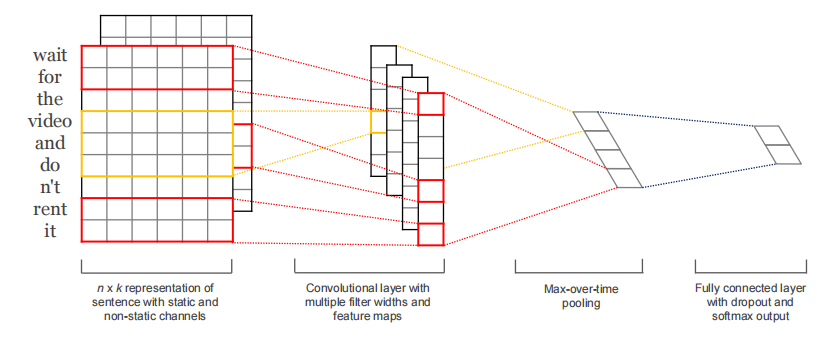 wait
for
the
video
and
do
n't
rent
it
n x k representation of
sentence with static and
non-static channels
Convolutional layer with
multiple filter widths and
feature maps
Max-over-time
pooling
Fully connected layer
with dropout and
softmax output